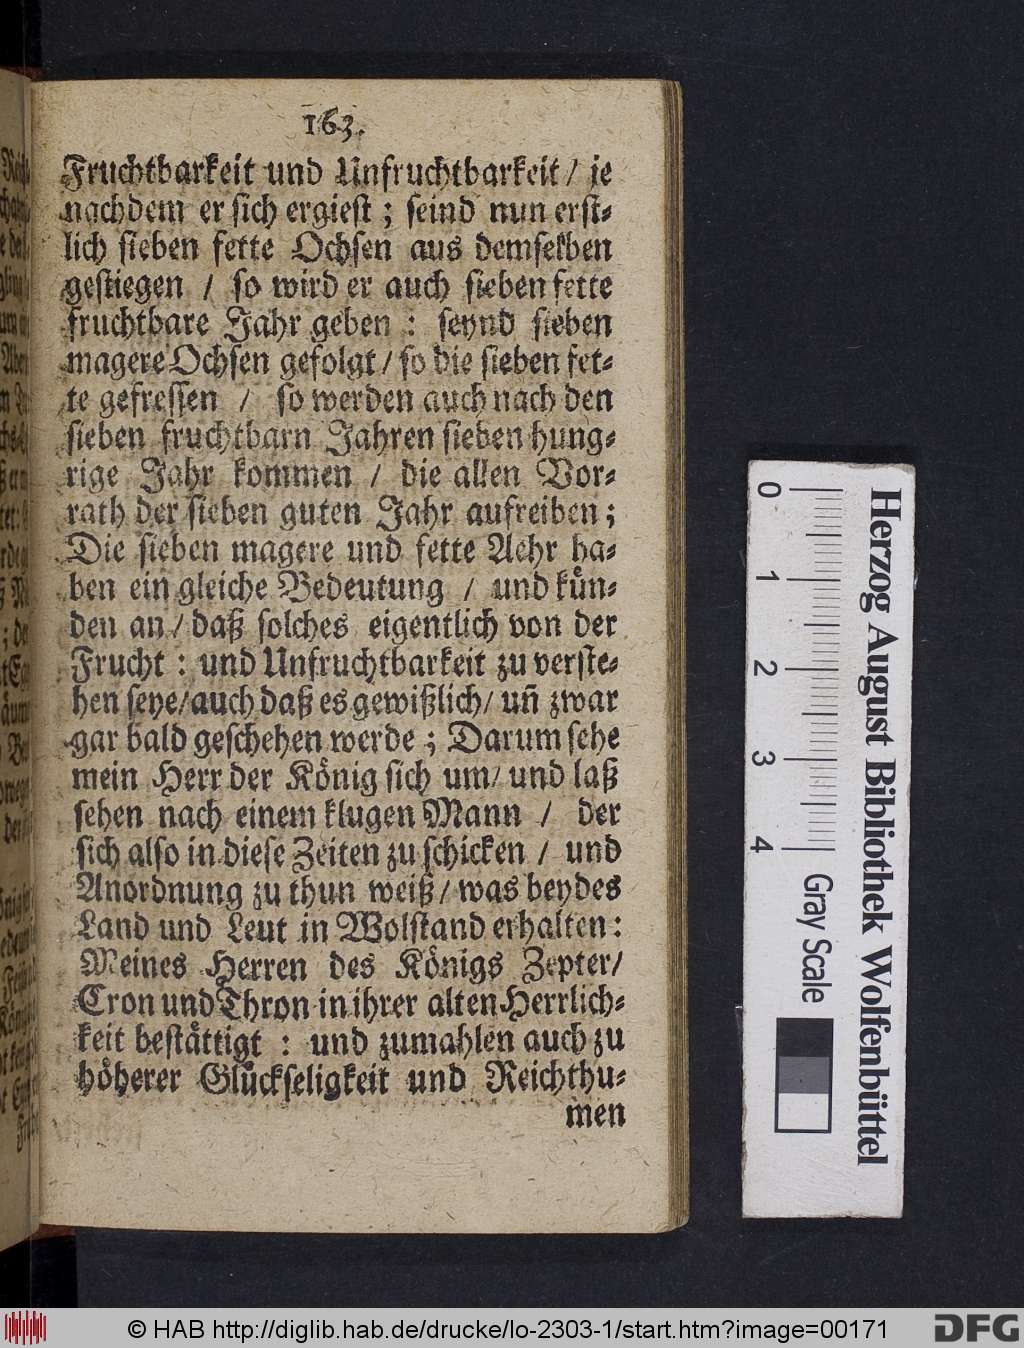 163.
Fruchtbarkeit und Unfruchtbarkeit / je
nachdem er sich ergiest ; seind nun erst⸗
lich sieben fette Ochsen aus demselben
gestiegen / so wird er auch sieben fette
fruchtbare Jahr geben : seynd sieben
magere Ochsen gefolgt / so die sieben fet⸗
te gefressen / so werden auch nach den
sieben fruchtbarn Jahren sieben hung⸗
rige Jahr kommen / die allen Vor⸗
rath der sieben guten Jahr aufreiben ;
Die sieben magere und fette Aehr ha⸗
ben ein gleiche Bedeutung / und kün⸗
den an / daß solches eigentlich von der
Frucht : und Unfruchtbarkeit zu verste⸗
hen seye / auch daß es gewißlich / uñ zwar
gar bald geschehen werde ; Darum sehe
mein Herr der König sich um / und laß
sehen nach einem klugen Mann / der
sich also in diese Zeiten zu schicken / und
Anordnung zu thun weiß / was beydes
Land und Leut in Wolstand erhalten :
Meines Herren des Königs Zepter /
Cron und Thron in ihrer alten Herrlich⸗
keit bestättigt : und zumahlen auch zu
höherer Glückseligkeit und Reichthu⸗
men
Herzog August Bibliothek Wolfenbüttel
0 1 2 3 4 Gray Scale
© HAB http://diglib.hab.de/drucke/lo-2303-1/start.htm?image=00171
DFG